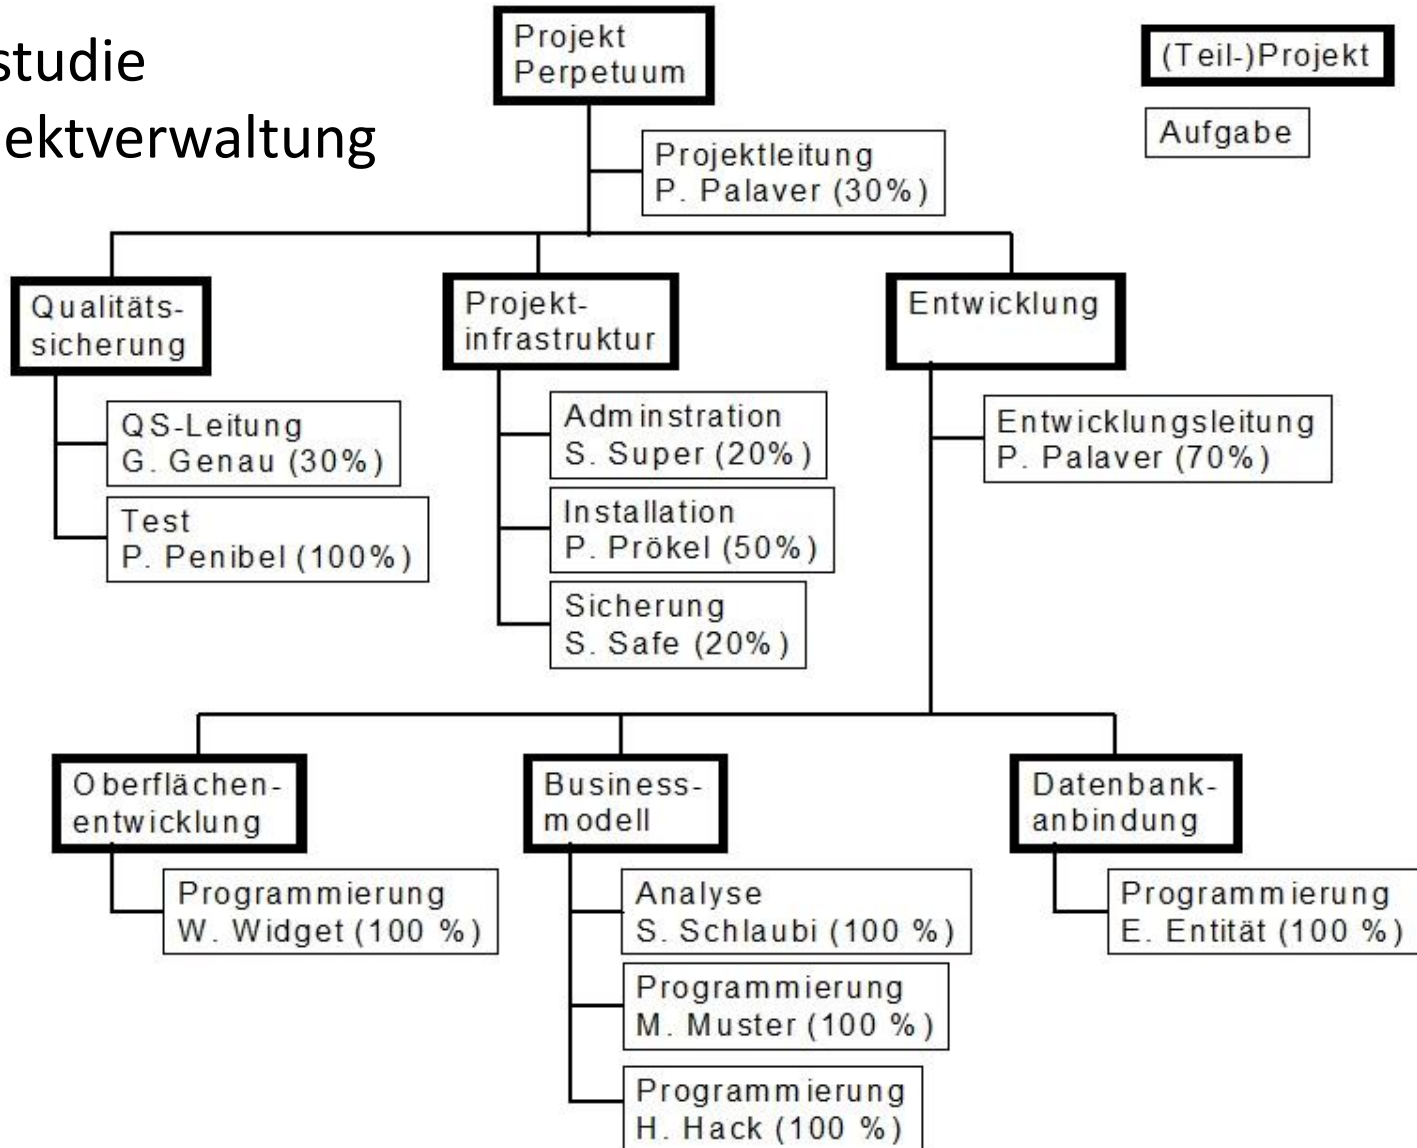 studie
ektverwaltung
Projekt
Perpetuum
(Teil-)Projekt
Aufgabe
Projektleitung
P. Palaver (30%)
Qualitäts-
sicherung
Projekt-
infrastruktur
Entwicklung
QS-Leitung
G. Genau (30%)
Test
P. Penibel (100%)
Adminstration
S. Super (20%)
Installation
P. Prökel (50%)
Sicherung
S. Safe (20%)
Entwicklungsleitung
P. Palaver (70%)
Oberflächen-
entwicklung
Business-
modell
Datenbank-
anbindung
Programmierung
W. Widget (100 %)
Analyse
S. Schlaubi (100 %)
Programmierung
M. Muster (100 %)
Programmierung
H. Hack (100 %)
Programmierung
E. Entität (100 %)